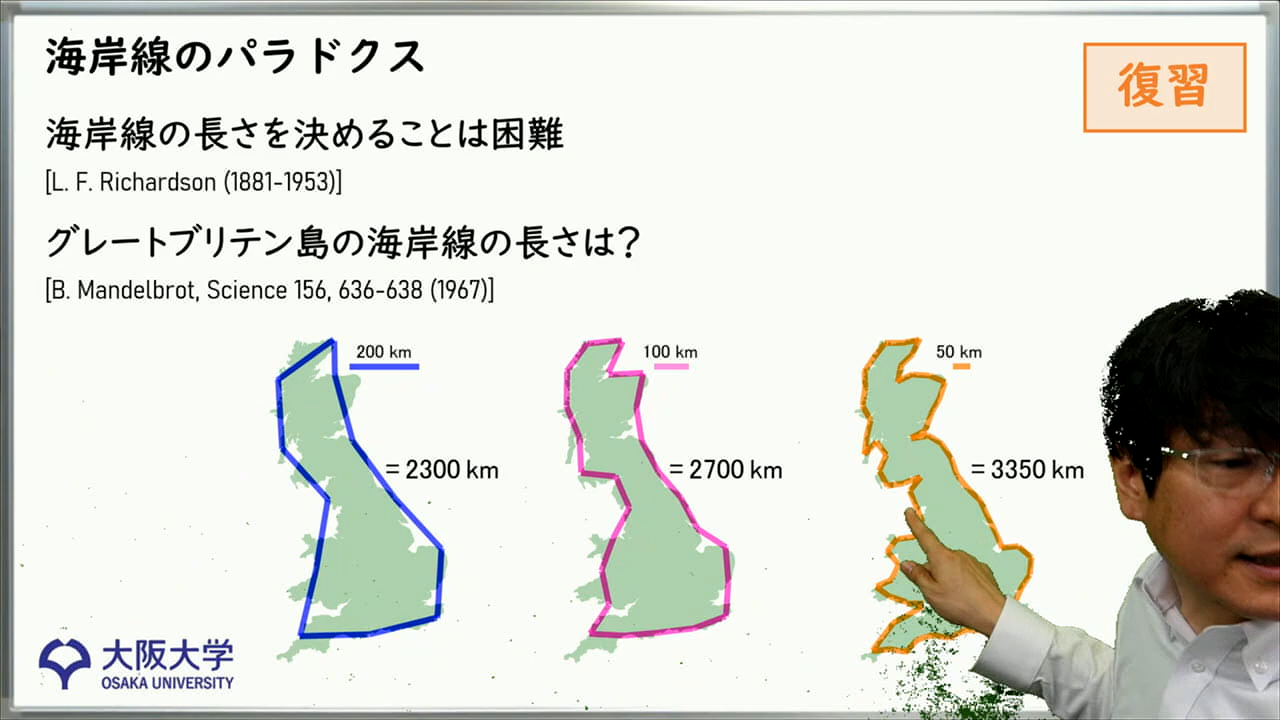 海岸線のパラドクス
復習
海岸線の長さを決めることは困難
[L. F. Richardson (1881-1953)]
グレートブリテン島の海岸線の長さは?
[B. Mandelbrot, Science 156, 636-638 (1967)]
200 km
100 km
50 km
= 2300 km
= 2700 km
= 3350 km
大阪大学
OSAKA UNIVERSITY